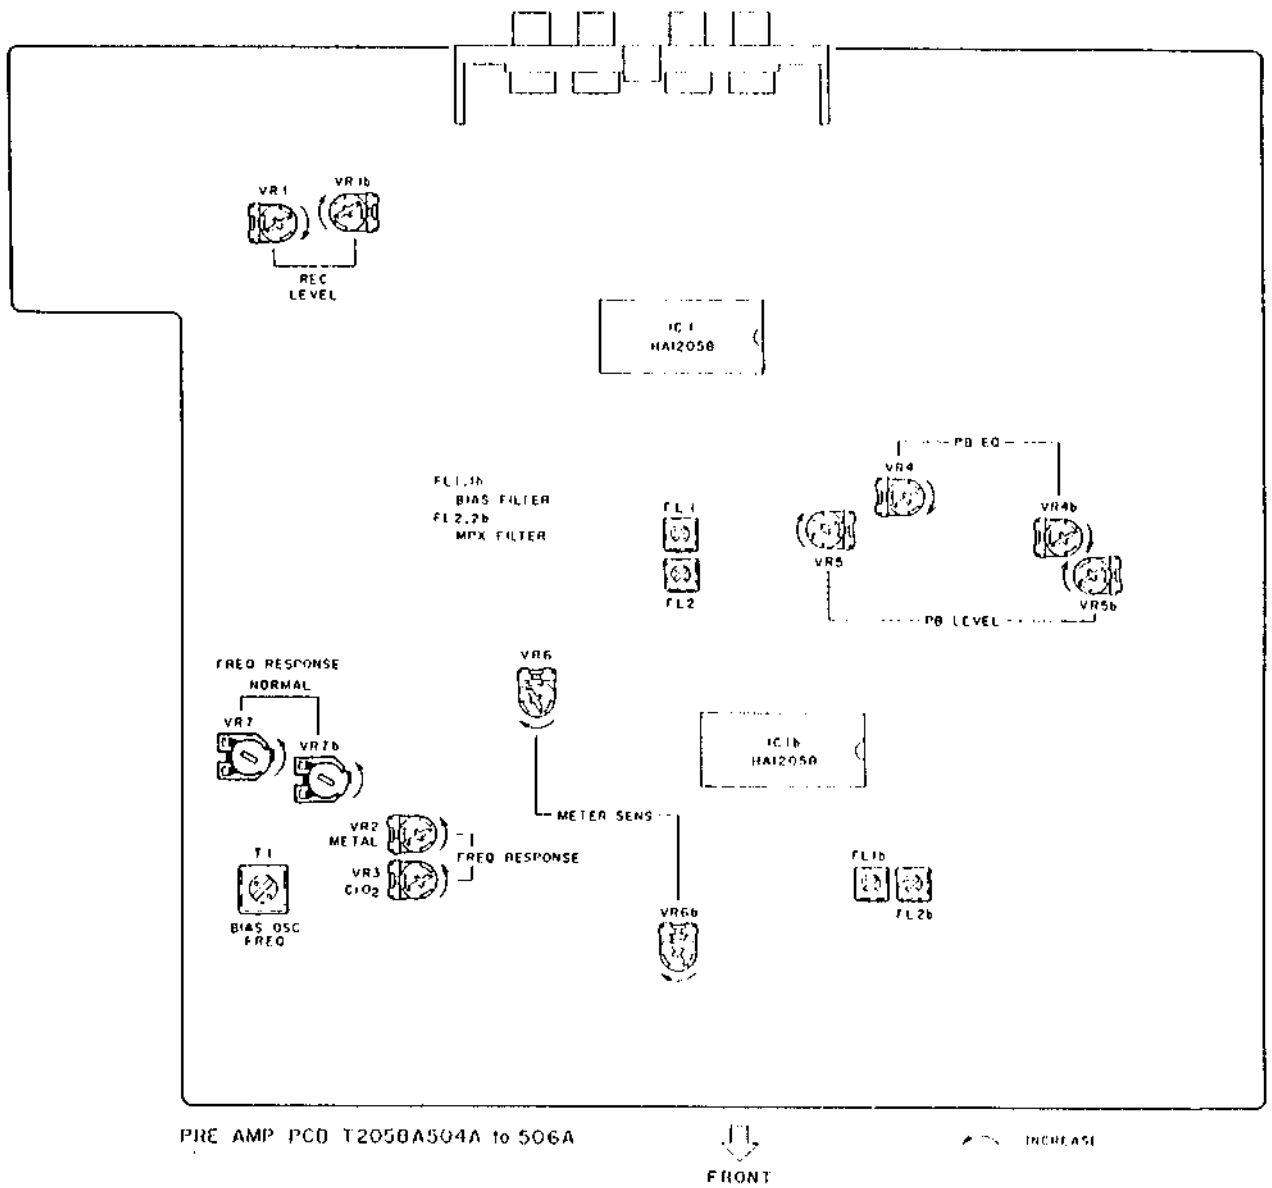 VR1
VR1b
REC
LEVEL
IC1
HA12058
PB EQ
VR4
VR4b
FL1,1b
BIAS FILTER
FL2,2b
MPX FILTER
FL1
FL2
VR5
VR5b
PB LEVEL
FREQ RESPONSE
NORMAL
VR7
VR7b
VR6
IC1b
HA12058
METER SENS
VR2
METAL
VR3
CrO2
FREQ RESPONSE
T1
BIAS OSC
FREQ
VR6b
FL1b
FL2b
PRE AMP PCB T2058A504A to 506A
FRONT
INCREASE